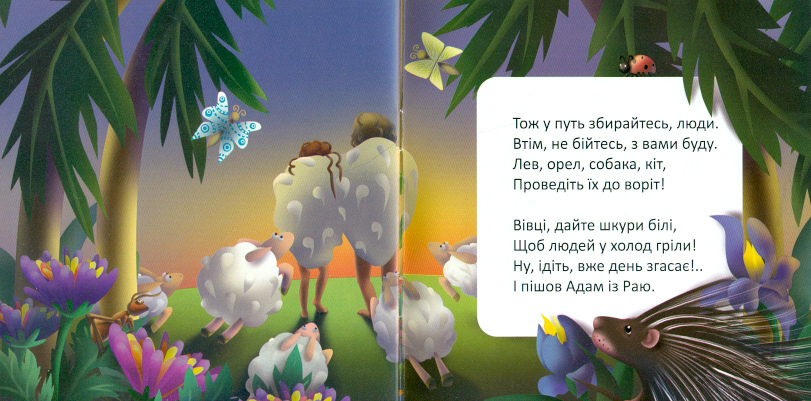 Тож у путь збирайтесь, люди.
Втім, не бійтесь, з вами буду.
Лев, орел, собака, кіт,
Проведіть їх до воріт!
Вівці, дайте шкури білі,
Щоб людей у холод гріли!
Ну, ідіть, вже день згасає!..
І пішов Адам із Раю.